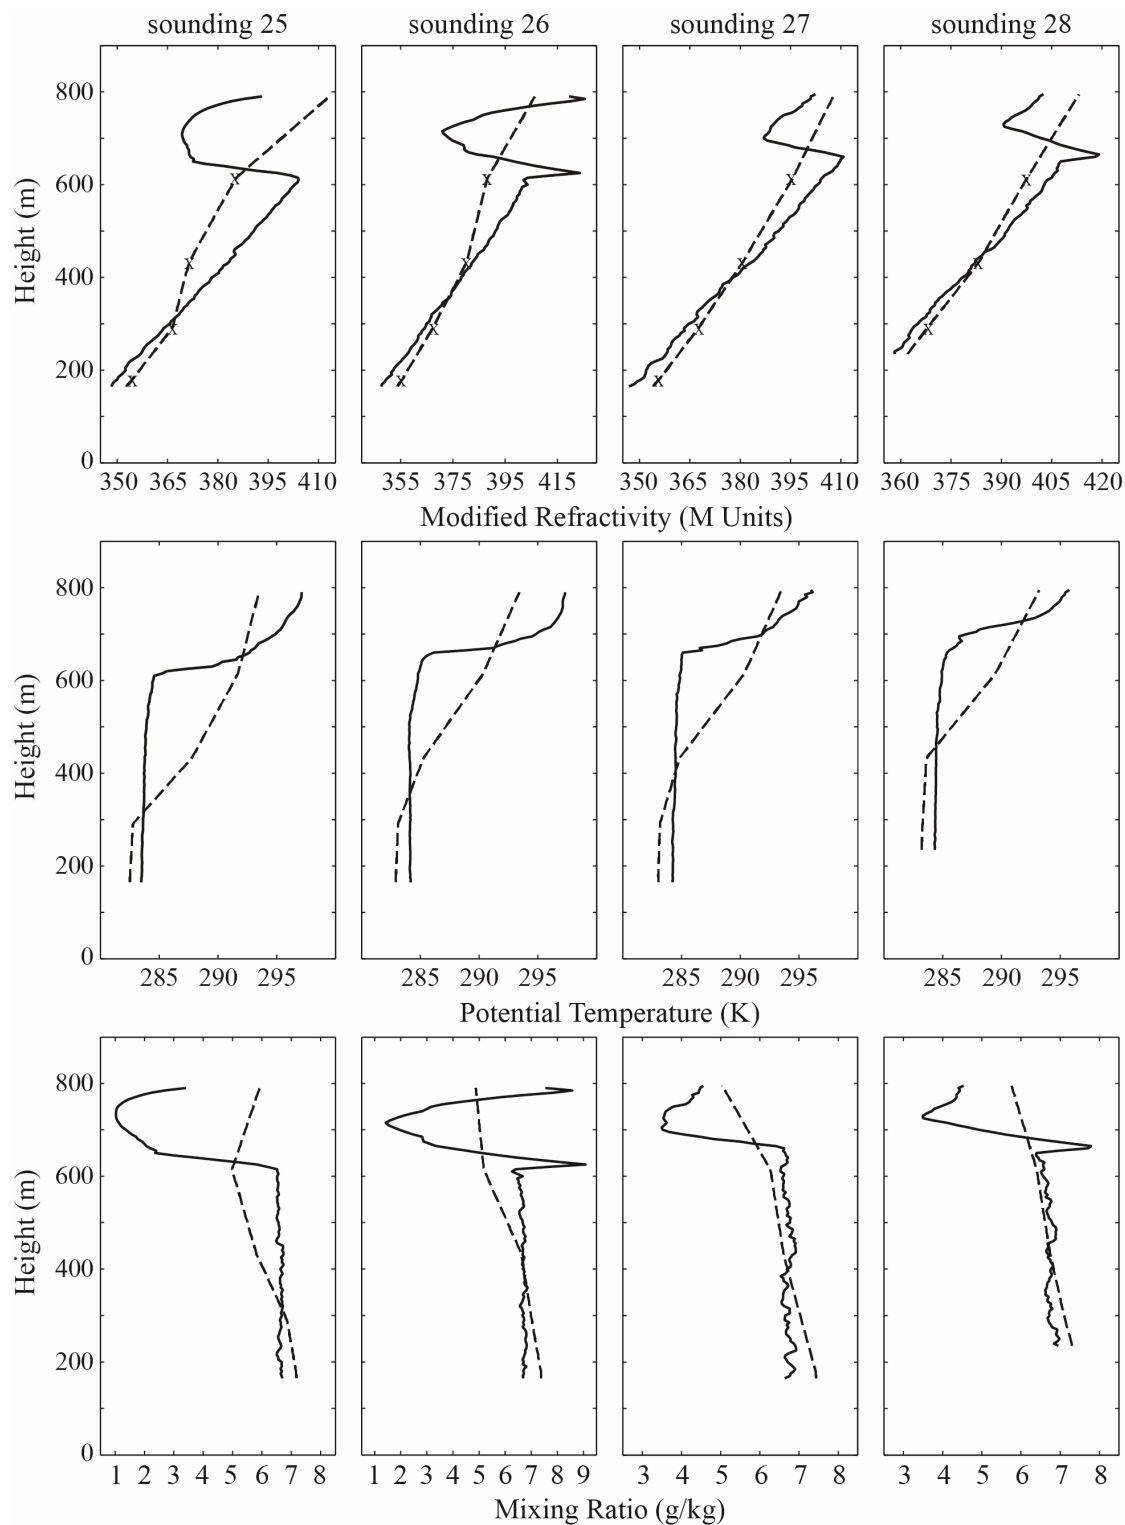 sounding 25 sounding 26 sounding 27 sounding 28
800
600
400
200
0
Height (m)
x x x x
x x x x
x x x x
x x x
350 365 380 395 410 355 375 395 415 350 365 380 395 410 360 375 390 405 420
Modified Refractivity (M Units)
800
600
400
200
0
Height (m)
285 290 295 285 290 295 285 290 295 285 290 295
Potential Temperature (K)
800
600
400
200
0
Height (m)
1 2 3 4 5 6 7 8 1 2 3 4 5 6 7 8 9 3 4 5 6 7 8 3 4 5 6 7 8
Mixing Ratio (g/kg)